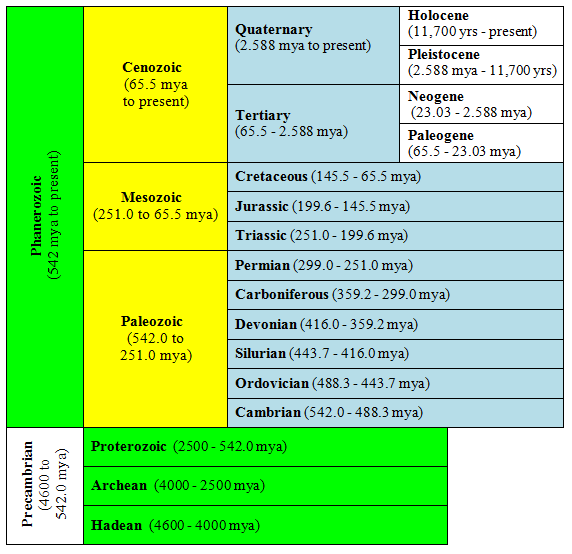 Phanerozoic
(542 mya to present)
Cenozoic
(65.5 mya
to present)
Quaternary
(2.588 mya to present)
Holocene
(11,700 yrs - present)
Pleistocene
(2.588 mya - 11,700 yrs)
Tertiary
(65.5 - 2.588 mya)
Neogene
(23.03 - 2.588 mya)
Paleogene
(65.5 - 23.03 mya)
Mesozoic
(251.0 to 65.5 mya)
Cretaceous (145.5 - 65.5 mya)
Jurassic (199.6 - 145.5 mya)
Triassic (251.0 - 199.6 mya)
Paleozoic
(542.0 to
251.0 mya)
Permian (299.0 - 251.0 mya)
Carboniferous (359.2 - 299.0 mya)
Devonian (416.0 - 359.2 mya)
Silurian (443.7 - 416.0 mya)
Ordovician (488.3 - 443.7 mya)
Cambrian (542.0 - 488.3 mya)
Precambrian
(4600 to
542.0 mya)
Proterozoic (2500 - 542.0 mya)
Archean (4000 - 2500 mya)
Hadean (4600 - 4000 mya)